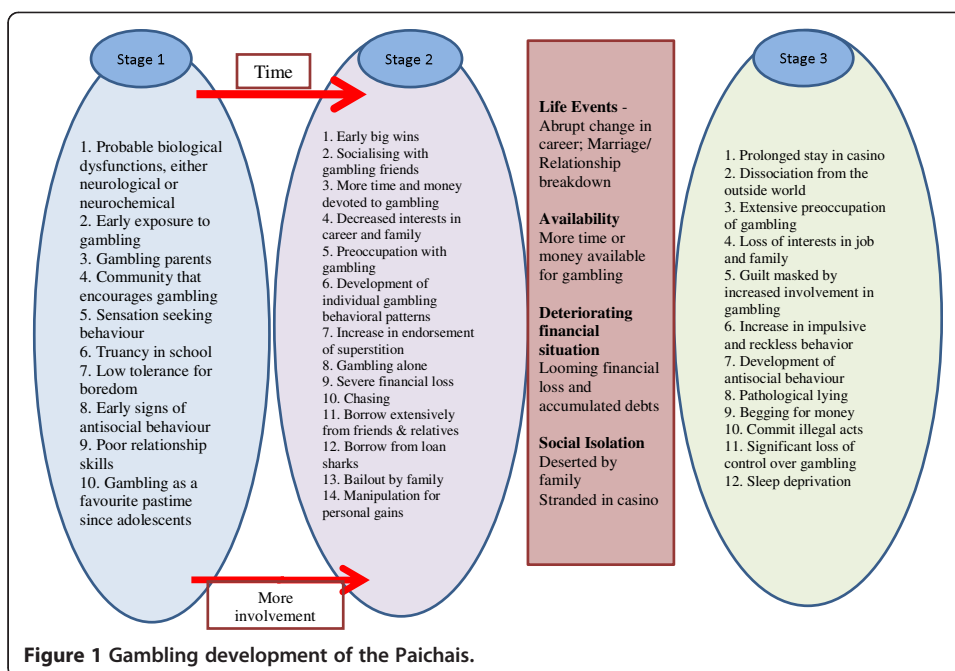 Stage 1
Time
Stage 2
Stage 3
1. Probable biological
dysfunctions, either
neurological or
neurochemical
2. Early exposure to
gambling
3. Gambling parents
4. Community that
encourages gambling
5. Sensation seeking
behaviour
6. Truancy in school
7. Low tolerance for
boredom
8. Early signs of
antisocial behaviour
9. Poor relationship
skills
10. Gambling as a
favourite pastime
since adolescents
1. Early big wins
2. Socialising with
gambling friends
3. More time and money
devoted to gambling
4. Decreased interests in
career and family
5. Preoccupation with
gambling
6. Development of
individual gambling
behavioral patterns
7. Increase in endorsement
of superstition
8. Gambling alone
9. Severe financial loss
10. Chasing
11. Borrow extensively
from friends & relatives
12. Borrow from loan
sharks
13. Bailout by family
14. Manipulation for
personal gains
Life Events -
Abrupt change in
career; Marriage/
Relationship
breakdown
Availability
More time or
money available
for gambling
Deteriorating
financial
situation
Looming financial
loss and
accumulated debts
Social Isolation
Deserted by
family
Stranded in casino
1. Prolonged stay in casino
2. Dissociation from the
outside world
3. Extensive preoccupation
of gambling
4. Loss of interests in job
and family
5. Guilt masked by
increased involvement in
gambling
6. Increase in impulsive
and reckless behavior
7. Development of
antisocial behaviour
8. Pathological lying
9. Begging for money
10. Commit illegal acts
11. Significant loss of
control over gambling
12. Sleep deprivation
More
involvement
Figure 1 Gambling development of the Paichais.